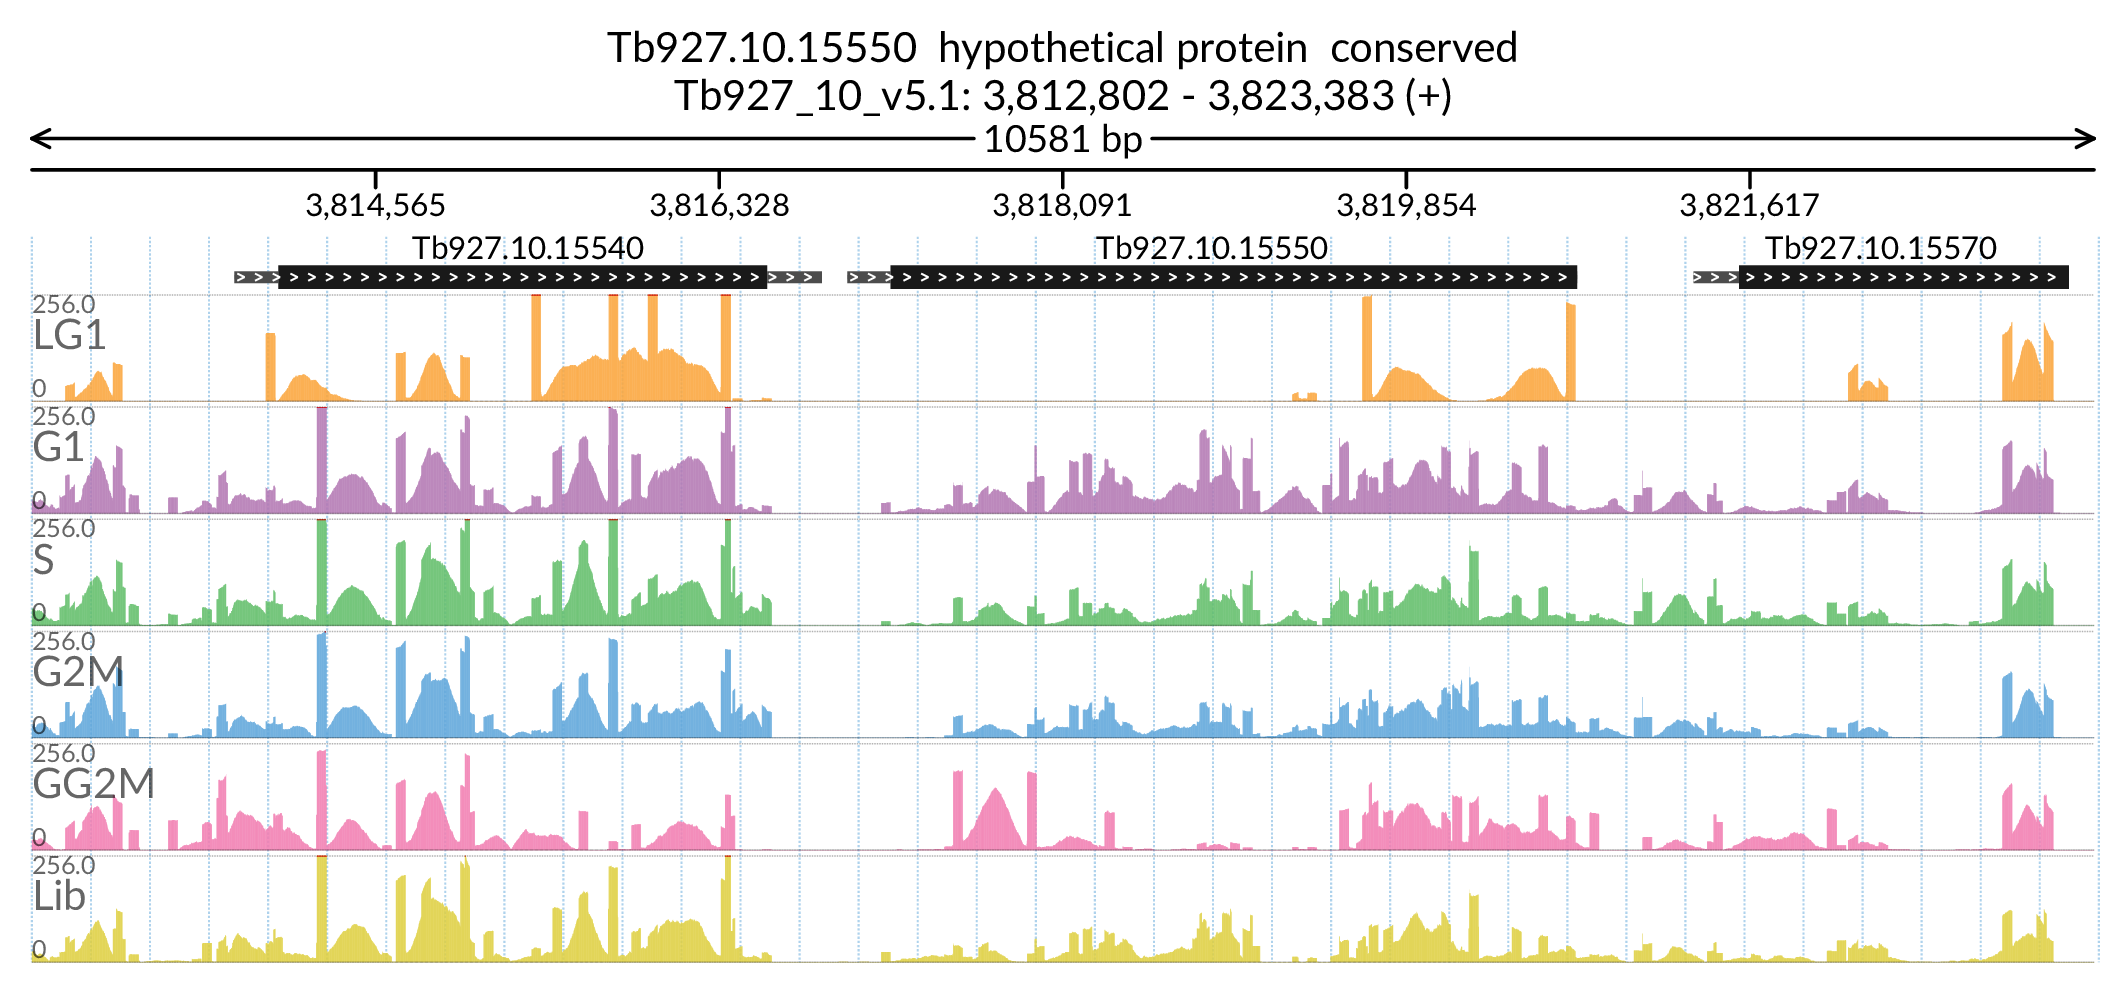 Tb927.10.15550  hypothetical protein  conserved
Tb927_10_v5.1: 3,812,802 - 3,823,383 (+)
10581 bp
3,814,565 3,816,328 3,818,091 3,819,854 3,821,617
Tb927.10.15540 Tb927.10.15550 Tb927.10.15570
256.0
LG1
0
256.0
G1
0
256.0
S
0
256.0
G2M
0
256.0
GG2M
0
256.0
Lib
0